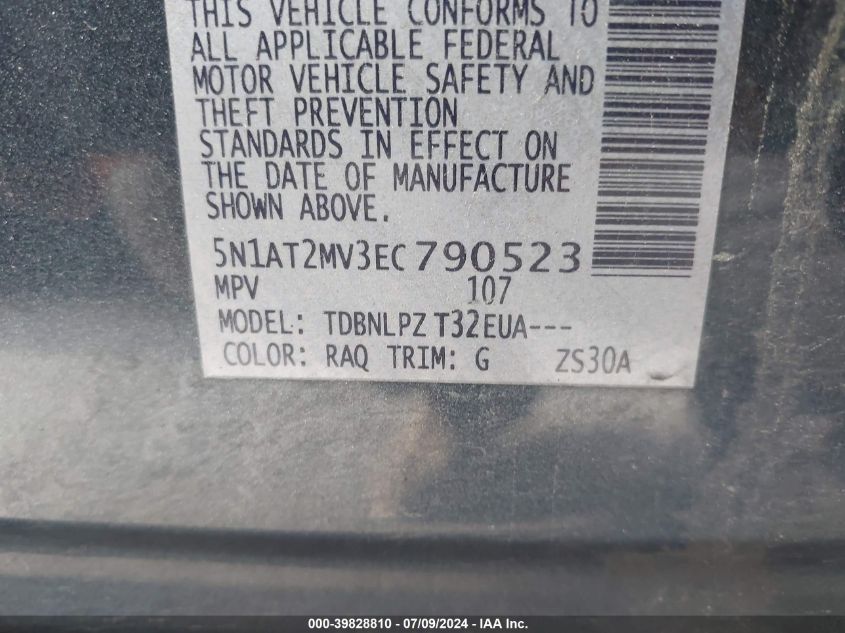 THIS VEHICLE CONFORMS TO
ALL APPLICABLE FEDERAL
MOTOR VEHICLE SAFETY AND
THEFT PREVENTION
STANDARDS IN EFFECT ON
THE DATE OF MANUFACTURE
SHOWN ABOVE.
5N1AT2MV3EC790523
MPV 107
MODEL: TDBNLPZ T32EUA---
COLOR: RAQ TRIM: G ZS30A
000-39828810 - 07/09/2024 - IAA Inc.